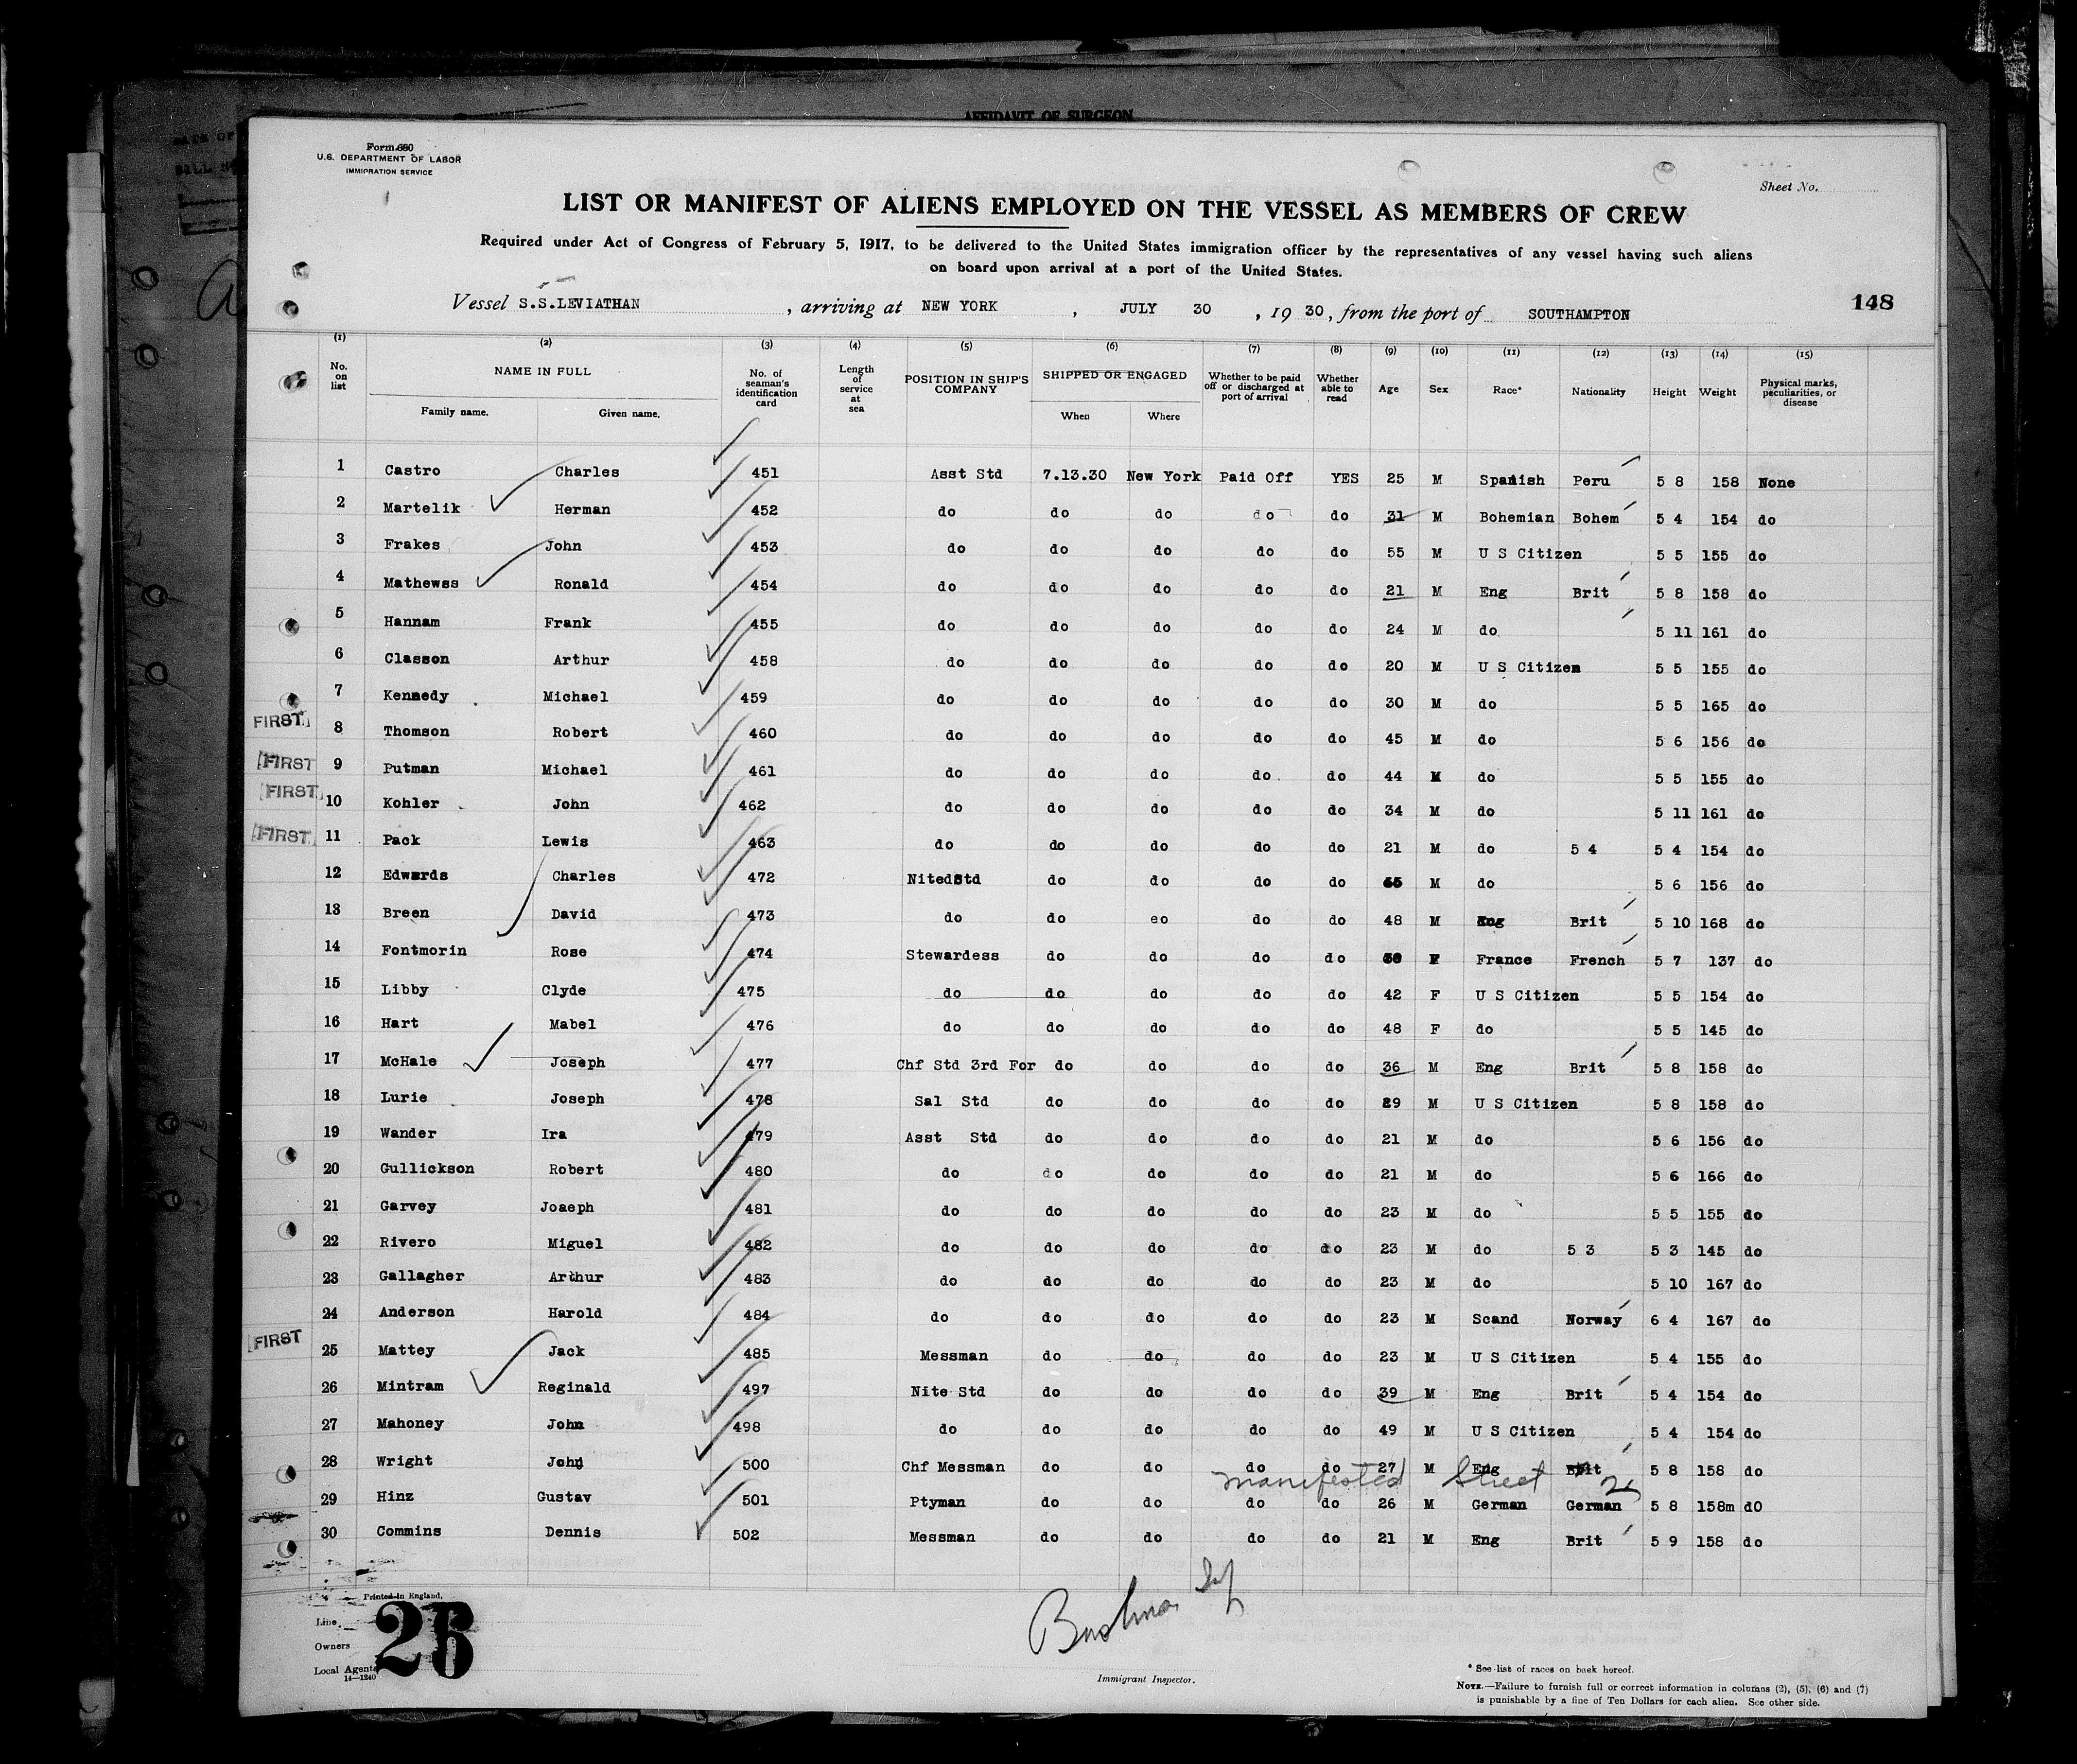 AFFIDAVIT OF SURGEON
Form 680
U.S. DEPARTMENT OF LABOR
IMMIGRATION SERVICE
Sheet No.
LIST OR MANIFEST OF ALIENS EMPLOYED ON THE VESSEL AS MEMBERS OF CREW
Required under Act of Congress of February 5, 1917, to be delivered to the United States immigration officer by the representatives of any vessel having such aliens
on board upon arrival at a port of the United States.
Vessel S.S.LEVIATHAN , arriving at NEW YORK , JULY 30 , 19 30, from the port of SOUTHAMPTON 148
(1) (2) (3) (4) (5) (6) (7) (8) (9) (10) (11) (12) (13) (14) (15)
No. on list NAME IN FULL Family name. Given name. No. of seaman's identification card Length of service at sea POSITION IN SHIP'S COMPANY SHIPPED OR ENGAGED When Where Whether to be paid off or discharged at port of arrival Whether able to read Age Sex Race* Nationality Height Weight Physical marks, peculiarities, or disease
1 Castro Charles 451 Asst Std 7.13.30 New York Paid Off YES 25 M Spanish Peru 5 8 158 None
2 Martelik Herman 452 do do do do do 31 M Bohemian Bohem 5 4 154 do
3 Frakes John 453 do do do do do 55 M U S Citizen 5 5 155 do
4 Mathewss Ronald 454 do do do do do 21 M Eng Brit 5 8 158 do
5 Hannam Frank 455 do do do do do 24 M do 5 11 161 do
6 Classon Arthur 458 do do do do do 20 M U S Citizen 5 5 155 do
7 Kennedy Michael 459 do do do do do 30 M do 5 5 165 do
FIRST 8 Thomson Robert 460 do do do do do 45 M do 5 6 156 do
FIRST 9 Putman Michael 461 do do do do do 44 M do 5 5 155 do
FIRST 10 Kohler John 462 do do do do do 34 M do 5 11 161 do
FIRST 11 Pack Lewis 463 do do do do do 21 M do 5 4 5 4 154 do
12 Edwards Charles 472 Nite Std do do do do M do 5 6 156 do
13 Breen David 473 do do eo do do 48 M Eng Brit 5 10 168 do
14 Fontmorin Rose 474 Stewardess do do do do F France French 5 7 137 do
15 Libby Clyde 475 do do do do do 42 F U S Citizen 5 5 154 do
16 Hart Mabel 476 do do do do do 48 F do 5 5 145 do
17 McHale Joseph 477 Chf Std 3rd For do do do do 36 M Eng Brit 5 8 158 do
18 Lurie Joseph 478 Sal Std do do do do 29 M U S Citizen 5 8 158 do
19 Wander Ira 479 Asst Std do do do do 21 M do 5 6 156 do
20 Gullickson Robert 480 do do do do do 21 M do 5 6 166 do
21 Garvey Joaeph 481 do do do do do 23 M do 5 5 155 do
22 Rivero Miguel 482 do do do do do 23 M do 5 3 5 3 145 do
23 Gallagher Arthur 483 do do do do do 23 M do 5 10 167 do
24 Anderson Harold 484 do do do do do 23 M Scand Norway 6 4 167 do
FIRST 25 Mattey Jack 485 Messman do do do do 23 M U S Citizen 5 4 155 do
26 Mintram Reginald 497 Nite Std do do do do 39 M Eng Brit 5 4 154 do
27 Mahoney John 498 do do do do do 49 M U S Citizen 5 4 154 do
28 Wright John 500 Chf Messman do do do do 27 M Eng Brit 5 8 158 do
manifested Street 26
29 Hinz Gustav 501 Ptyman do do do do 26 M German German 5 8 158m dO
30 Commins Dennis 502 Messman do do do do 21 M Eng Brit 5 9 158 do
Printed in England.
Line
Owners
Local Agents
14—1240
Immigrant Inspector.
* See list of races on back hereof.
NOTE.—Failure to furnish full or correct information in columns (2), (5), (6) and (7)
is punishable by a fine of Ten Dollars for each alien. See other side.